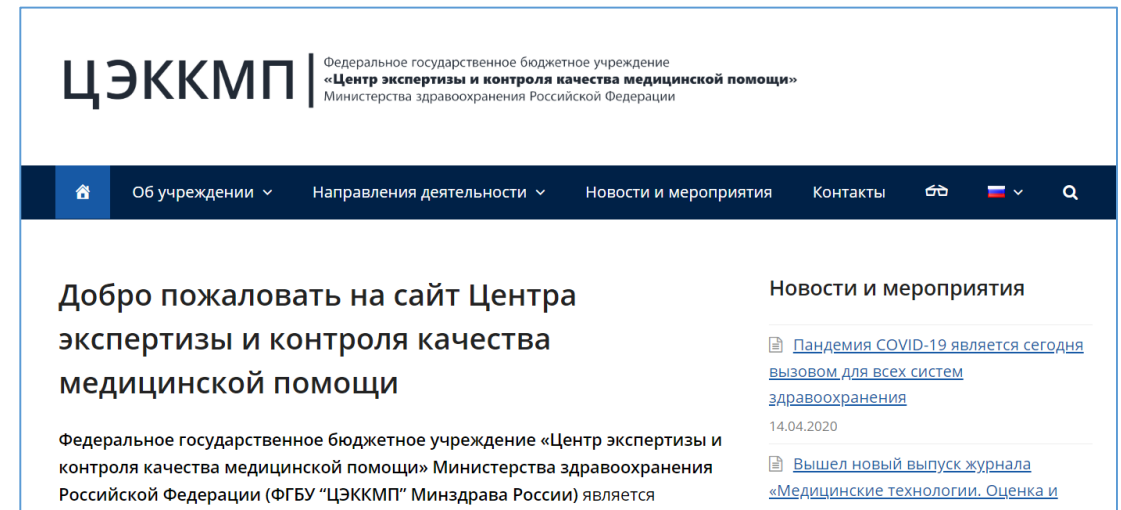 ЦЭККМП
Федеральное государственное бюджетное учреждение
«Центр экспертизы и контроля качества медицинской помощи»
Министерства здравоохранения Российской Федерации
Об учреждении
Направления деятельности
Новости и мероприятия
Контакты
Добро пожаловать на сайт Центра
экспертизы и контроля качества
медицинской помощи
Федеральное государственное бюджетное учреждение «Центр экспертизы и
контроля качества медицинской помощи» Министерства здравоохранения
Российской Федерации (ФГБУ “ЦЭККМП” Минздрава России) является
Новости и мероприятия
Пандемия COVID-19 является сегодня
вызовом для всех систем
здравоохранения
14.04.2020
Вышел новый выпуск журнала
«Медицинские технологии. Оценка и